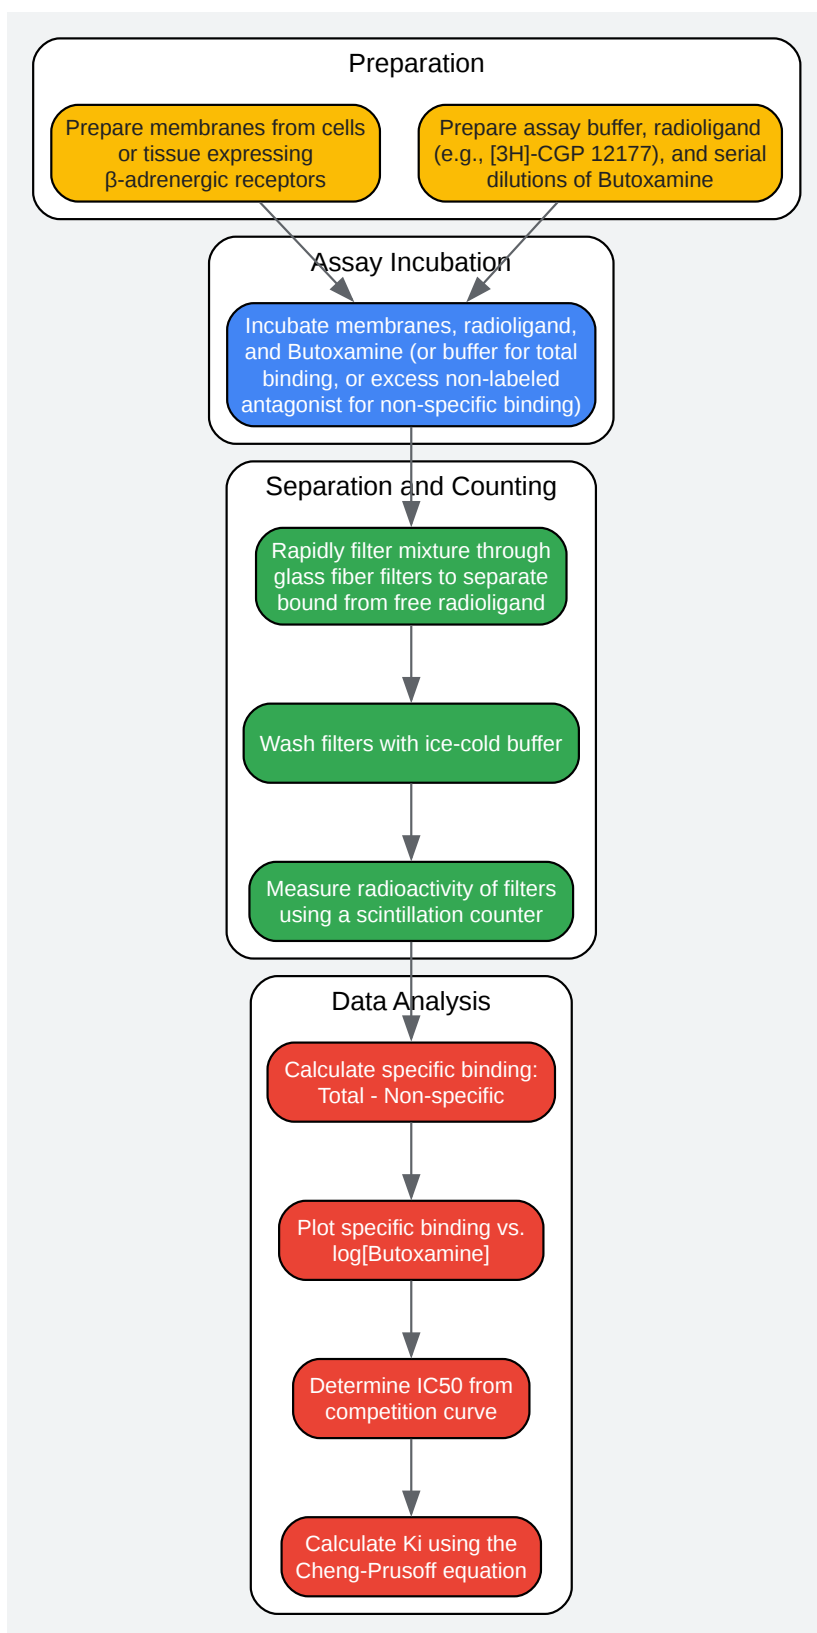 Preparation
Prepare membranes from cells
or tissue expressing
β-adrenergic receptors
Prepare assay buffer, radioligand
(e.g., [3H]-CGP 12177), and serial
dilutions of Butoxamine
Assay Incubation
Incubate membranes, radioligand,
and Butoxamine (or buffer for total
binding, or excess non-labeled
antagonist for non-specific binding)
Separation and Counting
Rapidly filter mixture through
glass fiber filters to separate
bound from free radioligand
Wash filters with ice-cold buffer
Measure radioactivity of filters
using a scintillation counter
Data Analysis
Calculate specific binding:
Total - Non-specific
Plot specific binding vs.
log[Butoxamine]
Determine IC50 from
competition curve
Calculate Ki using the
Cheng-Prusoff equation